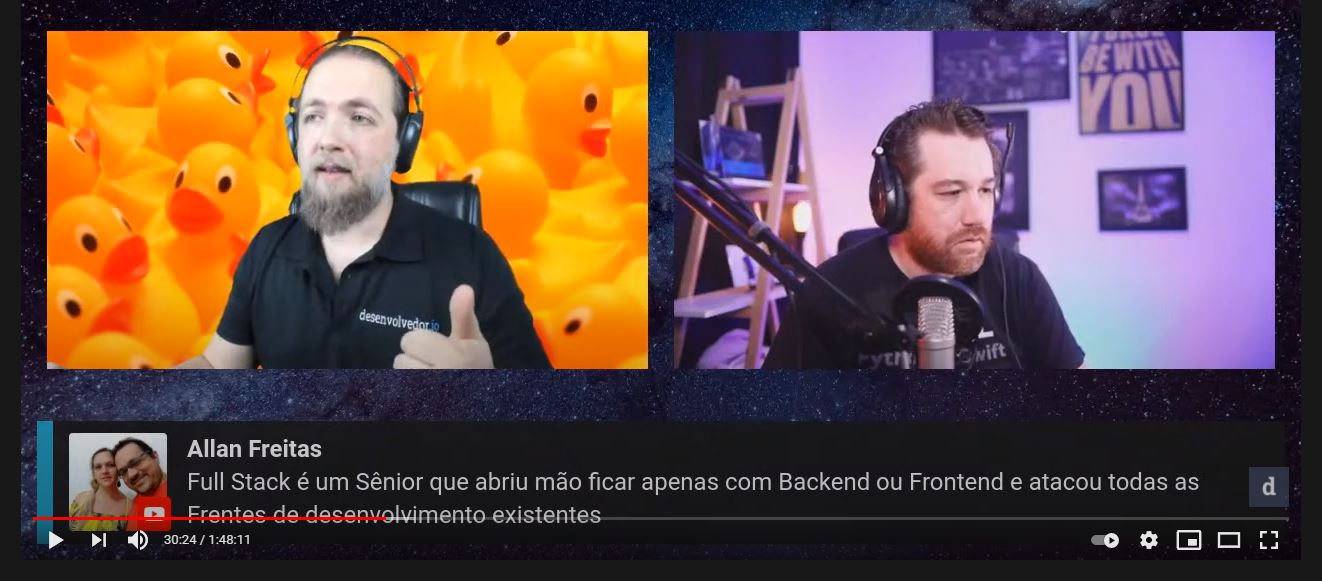 BE WITH
YOU
desenvolvedor.io
Allan Freitas
Full Stack é um Sênior que abriu mão ficar apenas com Backend ou Frontend e atacou todas as
Frentes de desenvolvimento existentes
d
30:24 / 1:48:11